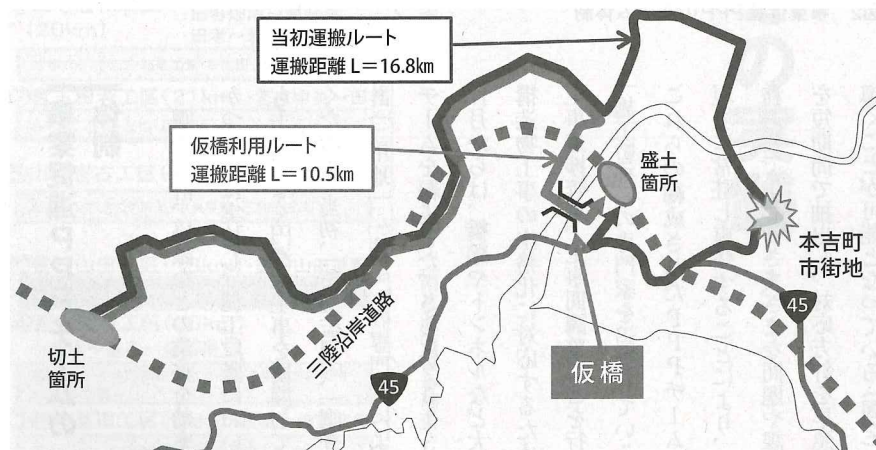 当初運搬ルート
運搬距離 L=16.8㎞
仮橋利用ルート
運搬距離 L=10.5㎞
盛土
箇所
本吉町
市街地
45
三陸沿岸道路
切土
箇所
仮橋
45